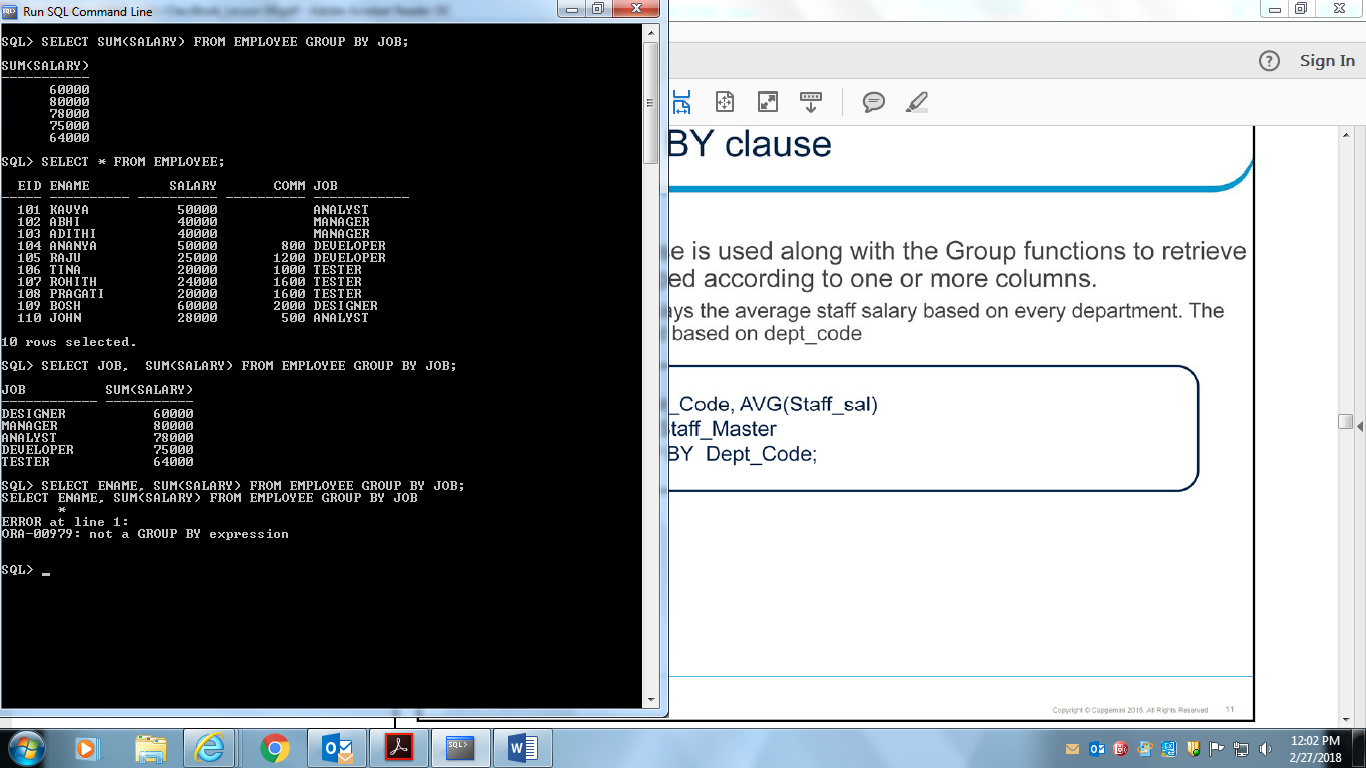 Run SQL Command Line
SQL> SELECT SUM(SALARY) FROM EMPLOYEE GROUP BY JOB;
SUM(SALARY)
-----------
60000
80000
78000
75000
64000
SQL> SELECT * FROM EMPLOYEE;
EID ENAME SALARY COMM JOB
----- ---------- ---------- ---------- ------------
101 KAVYA 50000 ANALYST
102 ABHI 40000 MANAGER
103 ADITHI 40000 MANAGER
104 ANANYA 50000 800 DEVELOPER
105 RAJU 25000 1200 DEVELOPER
106 TINA 20000 1000 TESTER
107 ROHITH 24000 1600 TESTER
108 PRAGATI 20000 1600 TESTER
109 BOSH 60000 2000 DESIGNER
110 JOHN 28000 500 ANALYST
10 rows selected.
SQL> SELECT JOB,  SUM(SALARY) FROM EMPLOYEE GROUP BY JOB;
JOB SUM(SALARY)
------------ -----------
DESIGNER 60000
MANAGER 80000
ANALYST 78000
DEVELOPER 75000
TESTER 64000
SQL> SELECT ENAME, SUM(SALARY) FROM EMPLOYEE GROUP BY JOB;
SELECT ENAME, SUM(SALARY) FROM EMPLOYEE GROUP BY JOB
*
ERROR at line 1:
ORA-00979: not a GROUP BY expression
SQL> _
Sign In
BY clause
e is used along with the Group functions to retrieve
ed according to one or more columns.
ays the average staff salary based on every department. The
based on dept_code
_Code, AVG(Staff_sal)
Staff_Master
BY Dept_Code;
Copyright © Capgemini 2015. All Rights Reserved 11
12:02 PM
2/27/2018